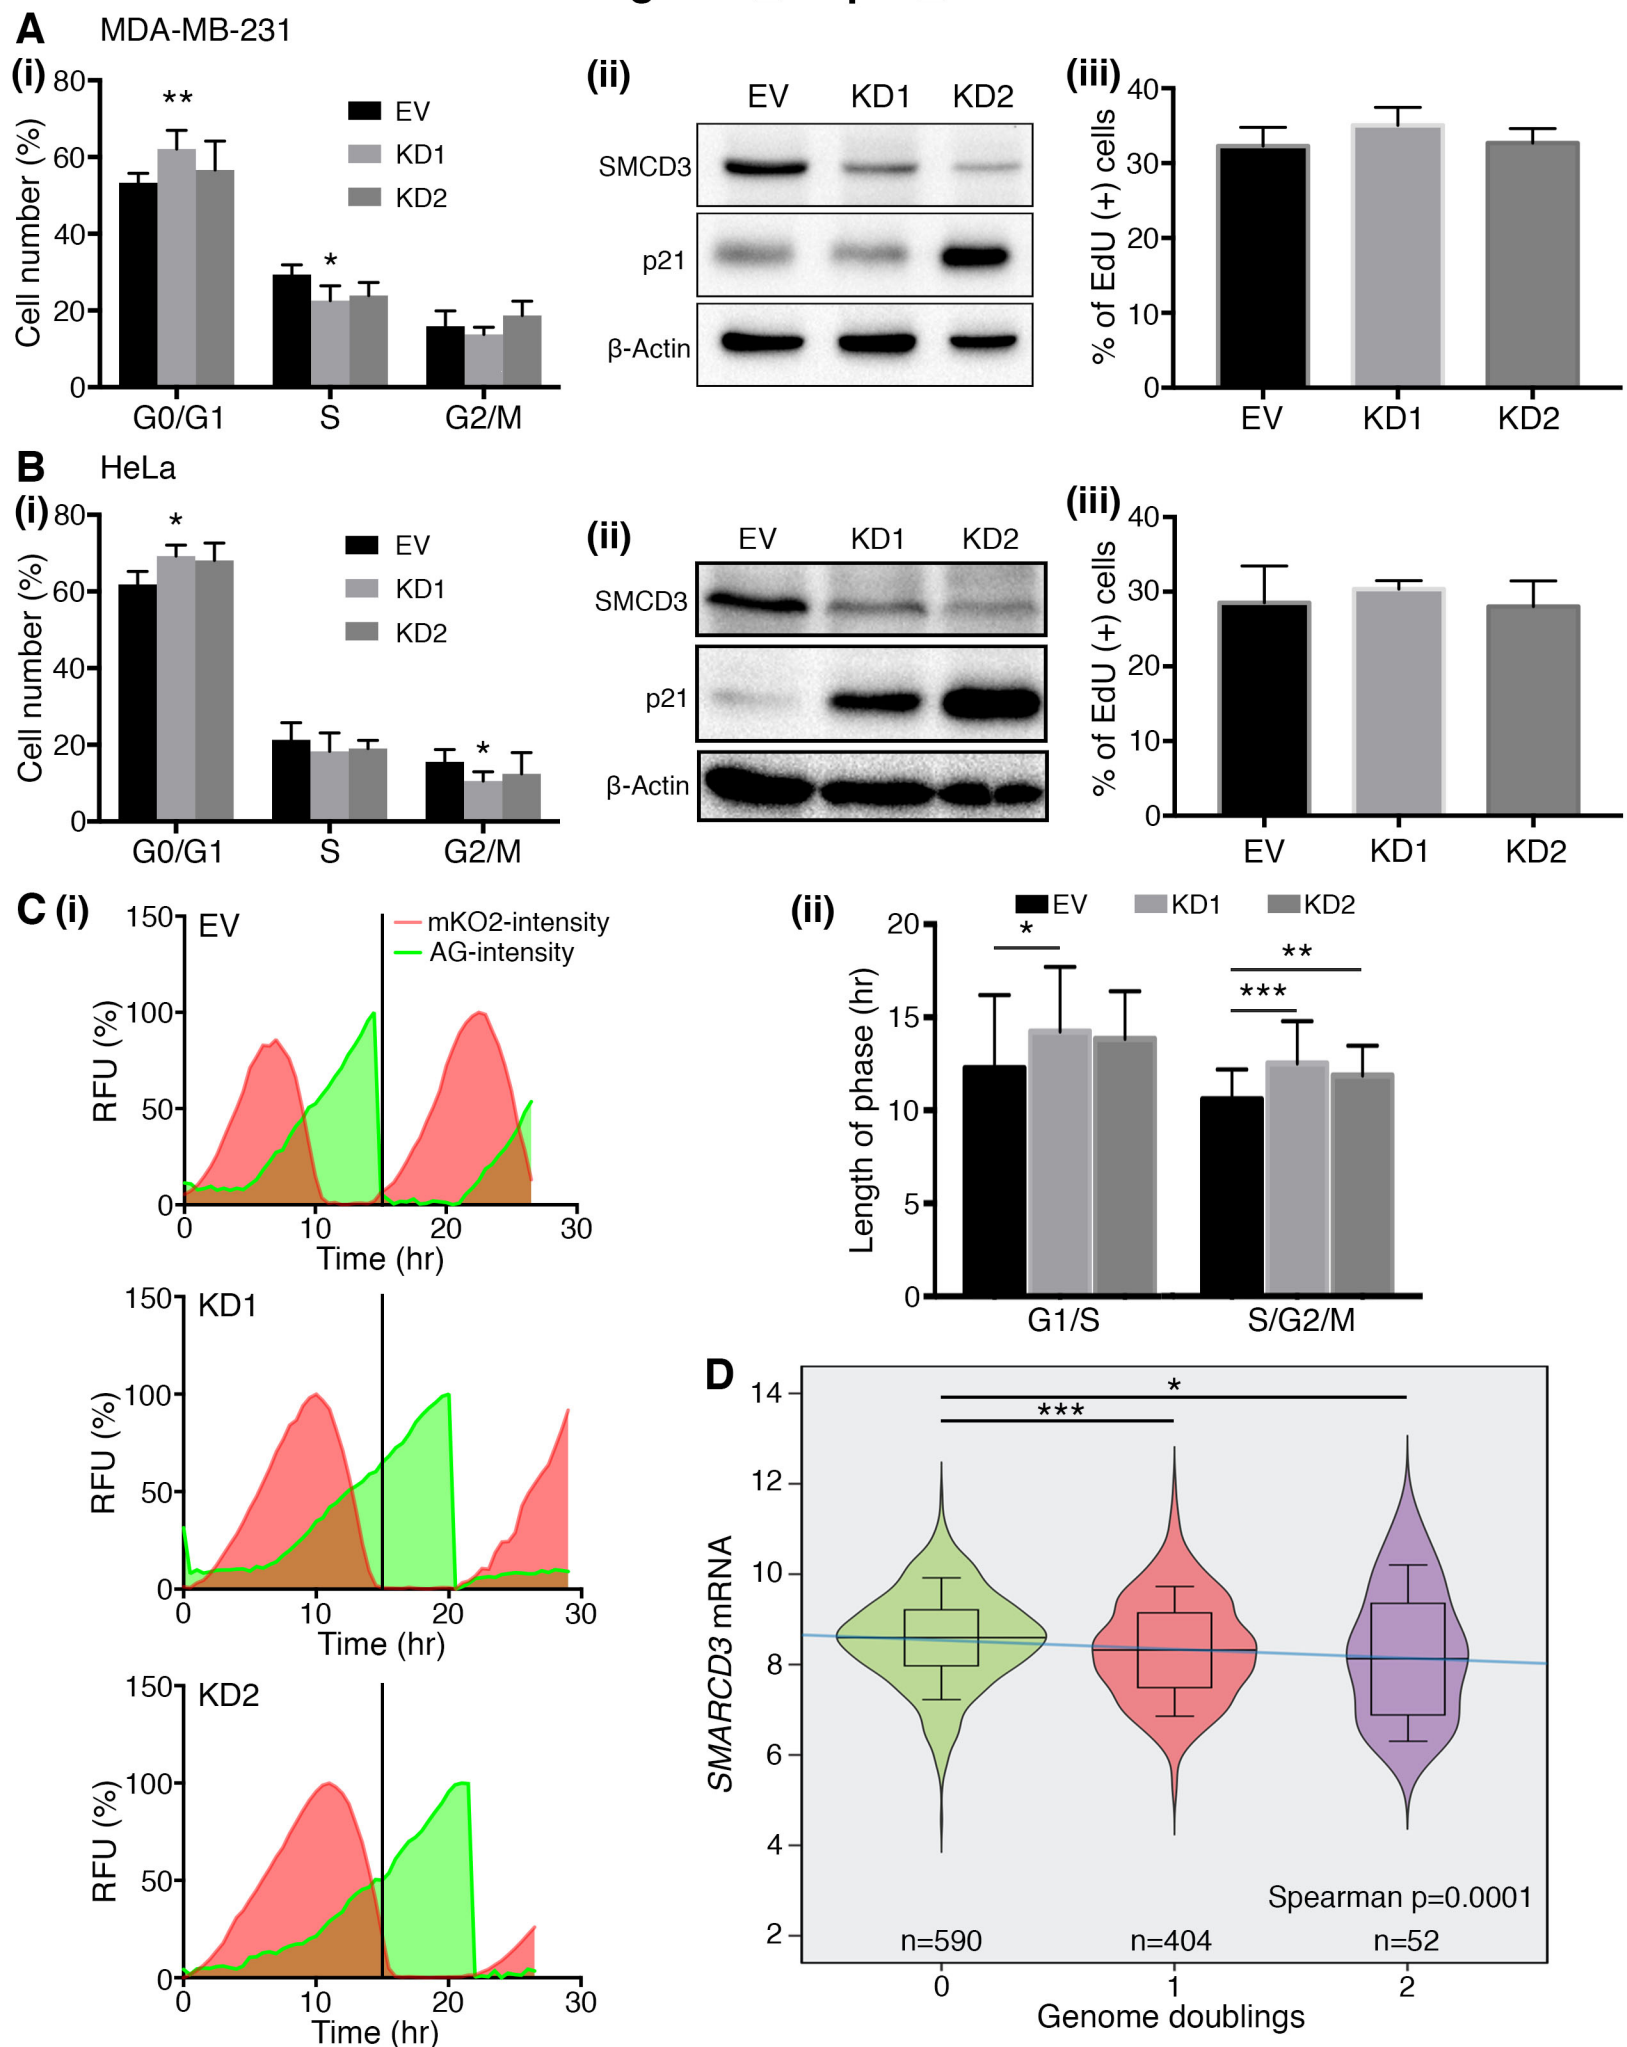 A MDA-MB-231
(i)
80
60
40
20
0
Cell number (%)
**
*
EV
KD1
KD2
G0/G1 S G2/M
(ii)
EV KD1 KD2
SMCD3
p21
β-Actin
(iii)
40
30
20
10
0
% of EdU (+) cells
EV KD1 KD2
B HeLa
(i)
80
60
40
20
0
Cell number (%)
*
*
EV
KD1
KD2
G0/G1 S G2/M
(ii)
EV KD1 KD2
SMCD3
p21
β-Actin
(iii)
40
30
20
10
0
% of EdU (+) cells
EV KD1 KD2
C (i)
EV
mKO2-intensity
AG-intensity
150
100
50
0
RFU (%)
0 10 20 30
Time (hr)
KD1
150
100
50
0
RFU (%)
0 10 20 30
Time (hr)
KD2
150
100
50
0
RFU (%)
0 10 20 30
Time (hr)
(ii)
EV KD1 KD2
20
15
10
5
0
Length of phase (hr)
*
**
***
G1/S S/G2/M
D
14
12
10
8
6
4
2
SMARCD3 mRNA
*
***
Spearman p=0.0001
n=590 n=404 n=52
0 1 2
Genome doublings